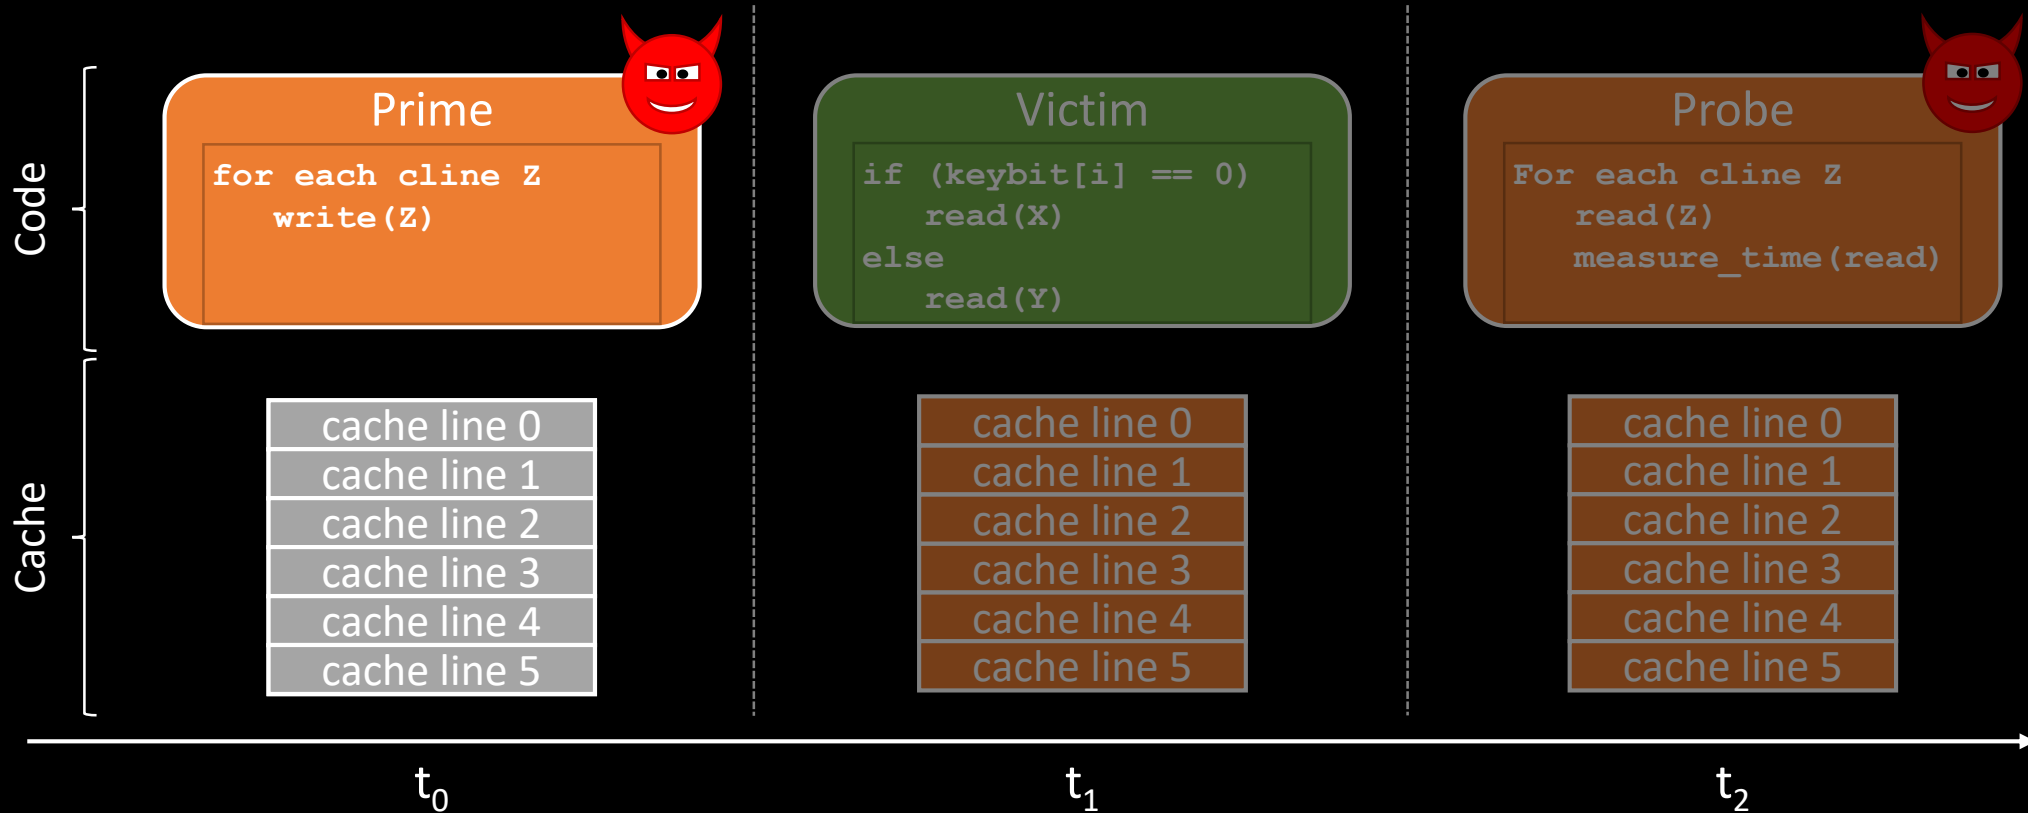 Code
Prime
for each cline Z
write(Z)
Victim
if (keybit[i] == 0)
read(X)
else
read(Y)
Probe
For each cline Z
read(Z)
measure_time(read)
Cache
cache line 0
cache line 1
cache line 2
cache line 3
cache line 4
cache line 5
cache line 0
cache line 1
cache line 2
cache line 3
cache line 4
cache line 5
cache line 0
cache line 1
cache line 2
cache line 3
cache line 4
cache line 5
t0
t1
t2